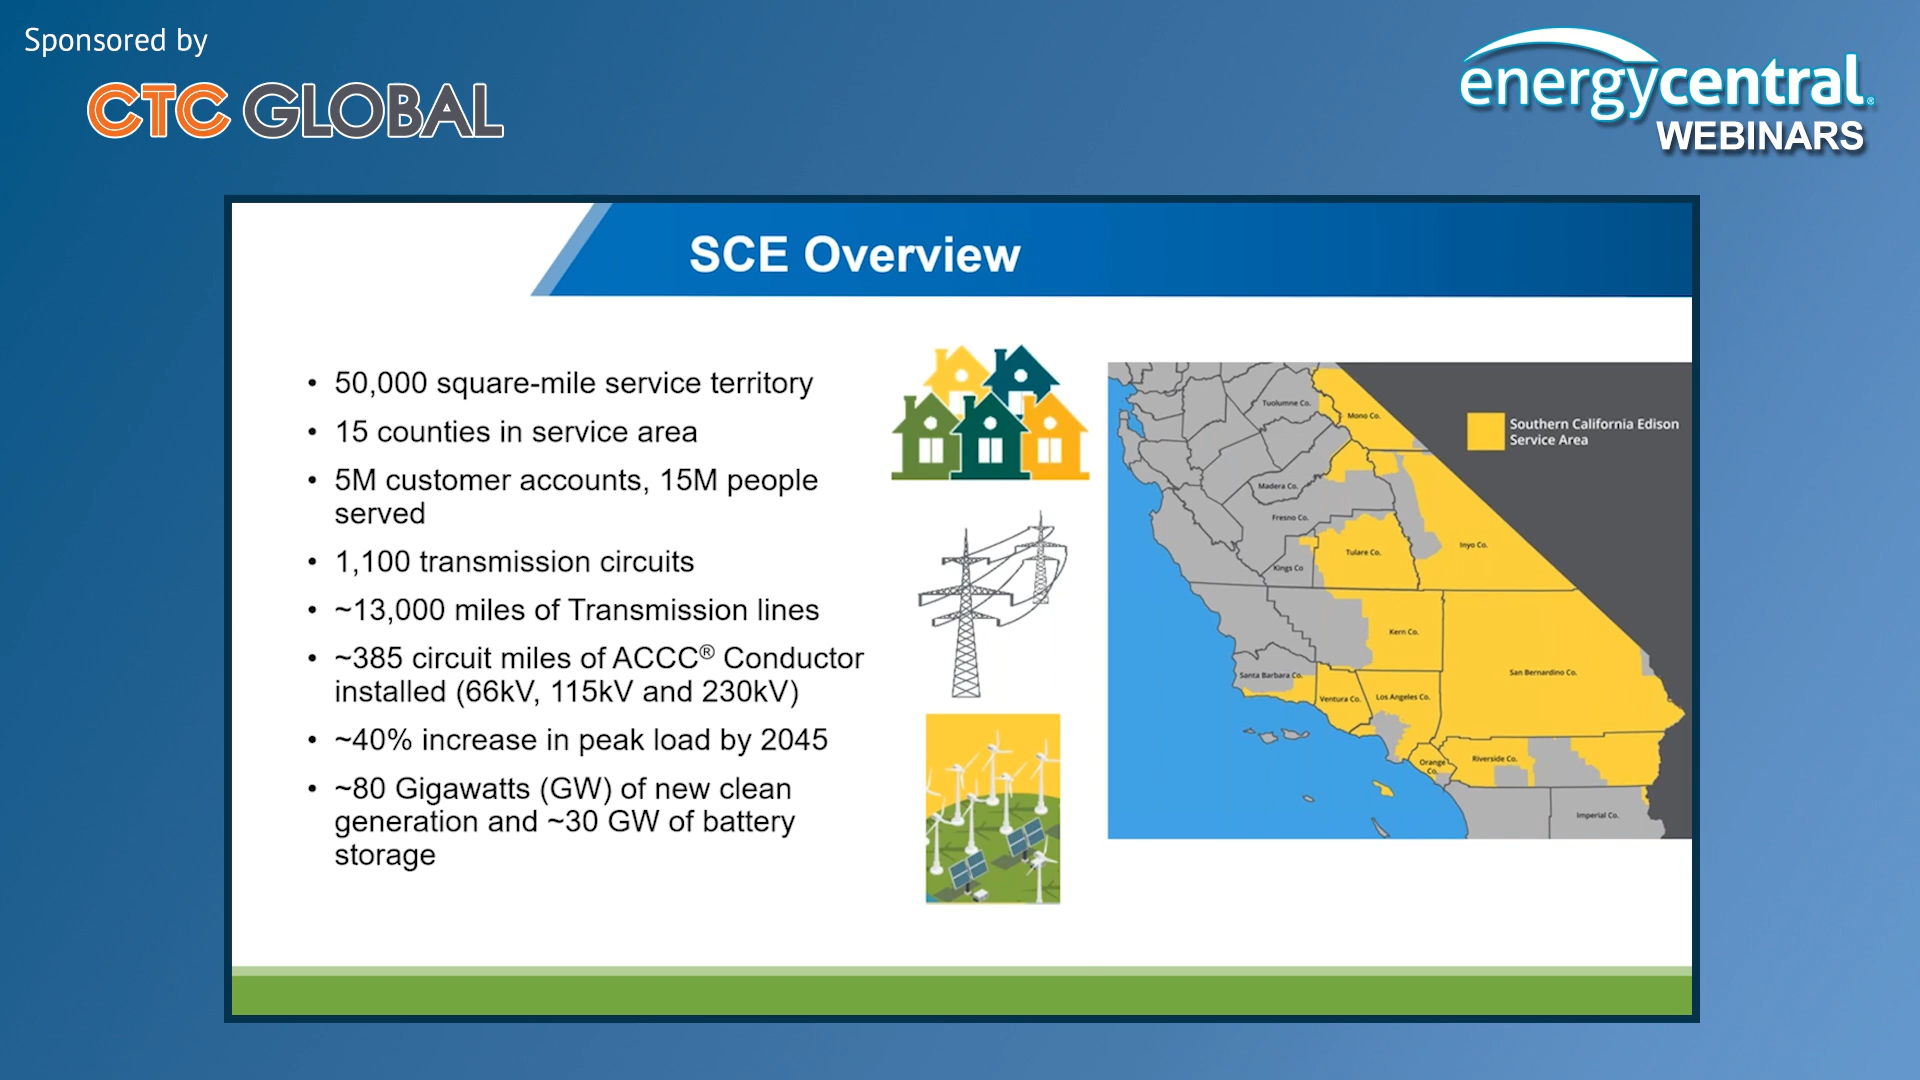 Sponsored by
CTC GLOBAL
energycentral®
WEBINARS
SCE Overview
• 50,000 square-mile service territory
• 15 counties in service area
• 5M customer accounts, 15M people
served
• 1,100 transmission circuits
• ~13,000 miles of Transmission lines
• ~385 circuit miles of ACCC® Conductor
installed (66kV, 115kV and 230kV)
• ~40% increase in peak load by 2045
• ~80 Gigawatts (GW) of new clean
generation and ~30 GW of battery
storage
Southern California Edison
Service Area
Tuolumne Co.
Mono Co.
Madera Co.
Fresno Co.
Inyo Co.
Tulare Co.
Kings Co
Kern Co.
San Bernardino Co.
Santa Barbara Co.
Ventura Co.
Los Angeles Co.
Orange
Co.
Riverside Co.
Imperial Co.